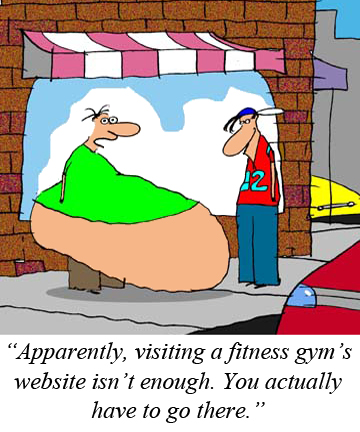 22
“Apparently, visiting a fitness gym’s
website isn’t enough. You actually
have to go there.”